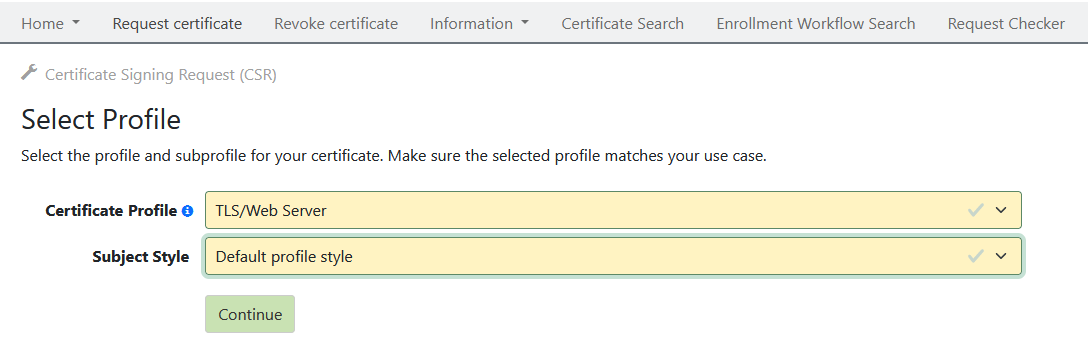 Home Request certificate Revoke certificate Information Certificate Search Enrollment Workflow Search Request Checker
Certificate Signing Request (CSR)
Select Profile
Select the profile and subprofile for your certificate. Make sure the selected profile matches your use case.
Certificate Profile TLS/Web Server
Subject Style Default profile style
Continue